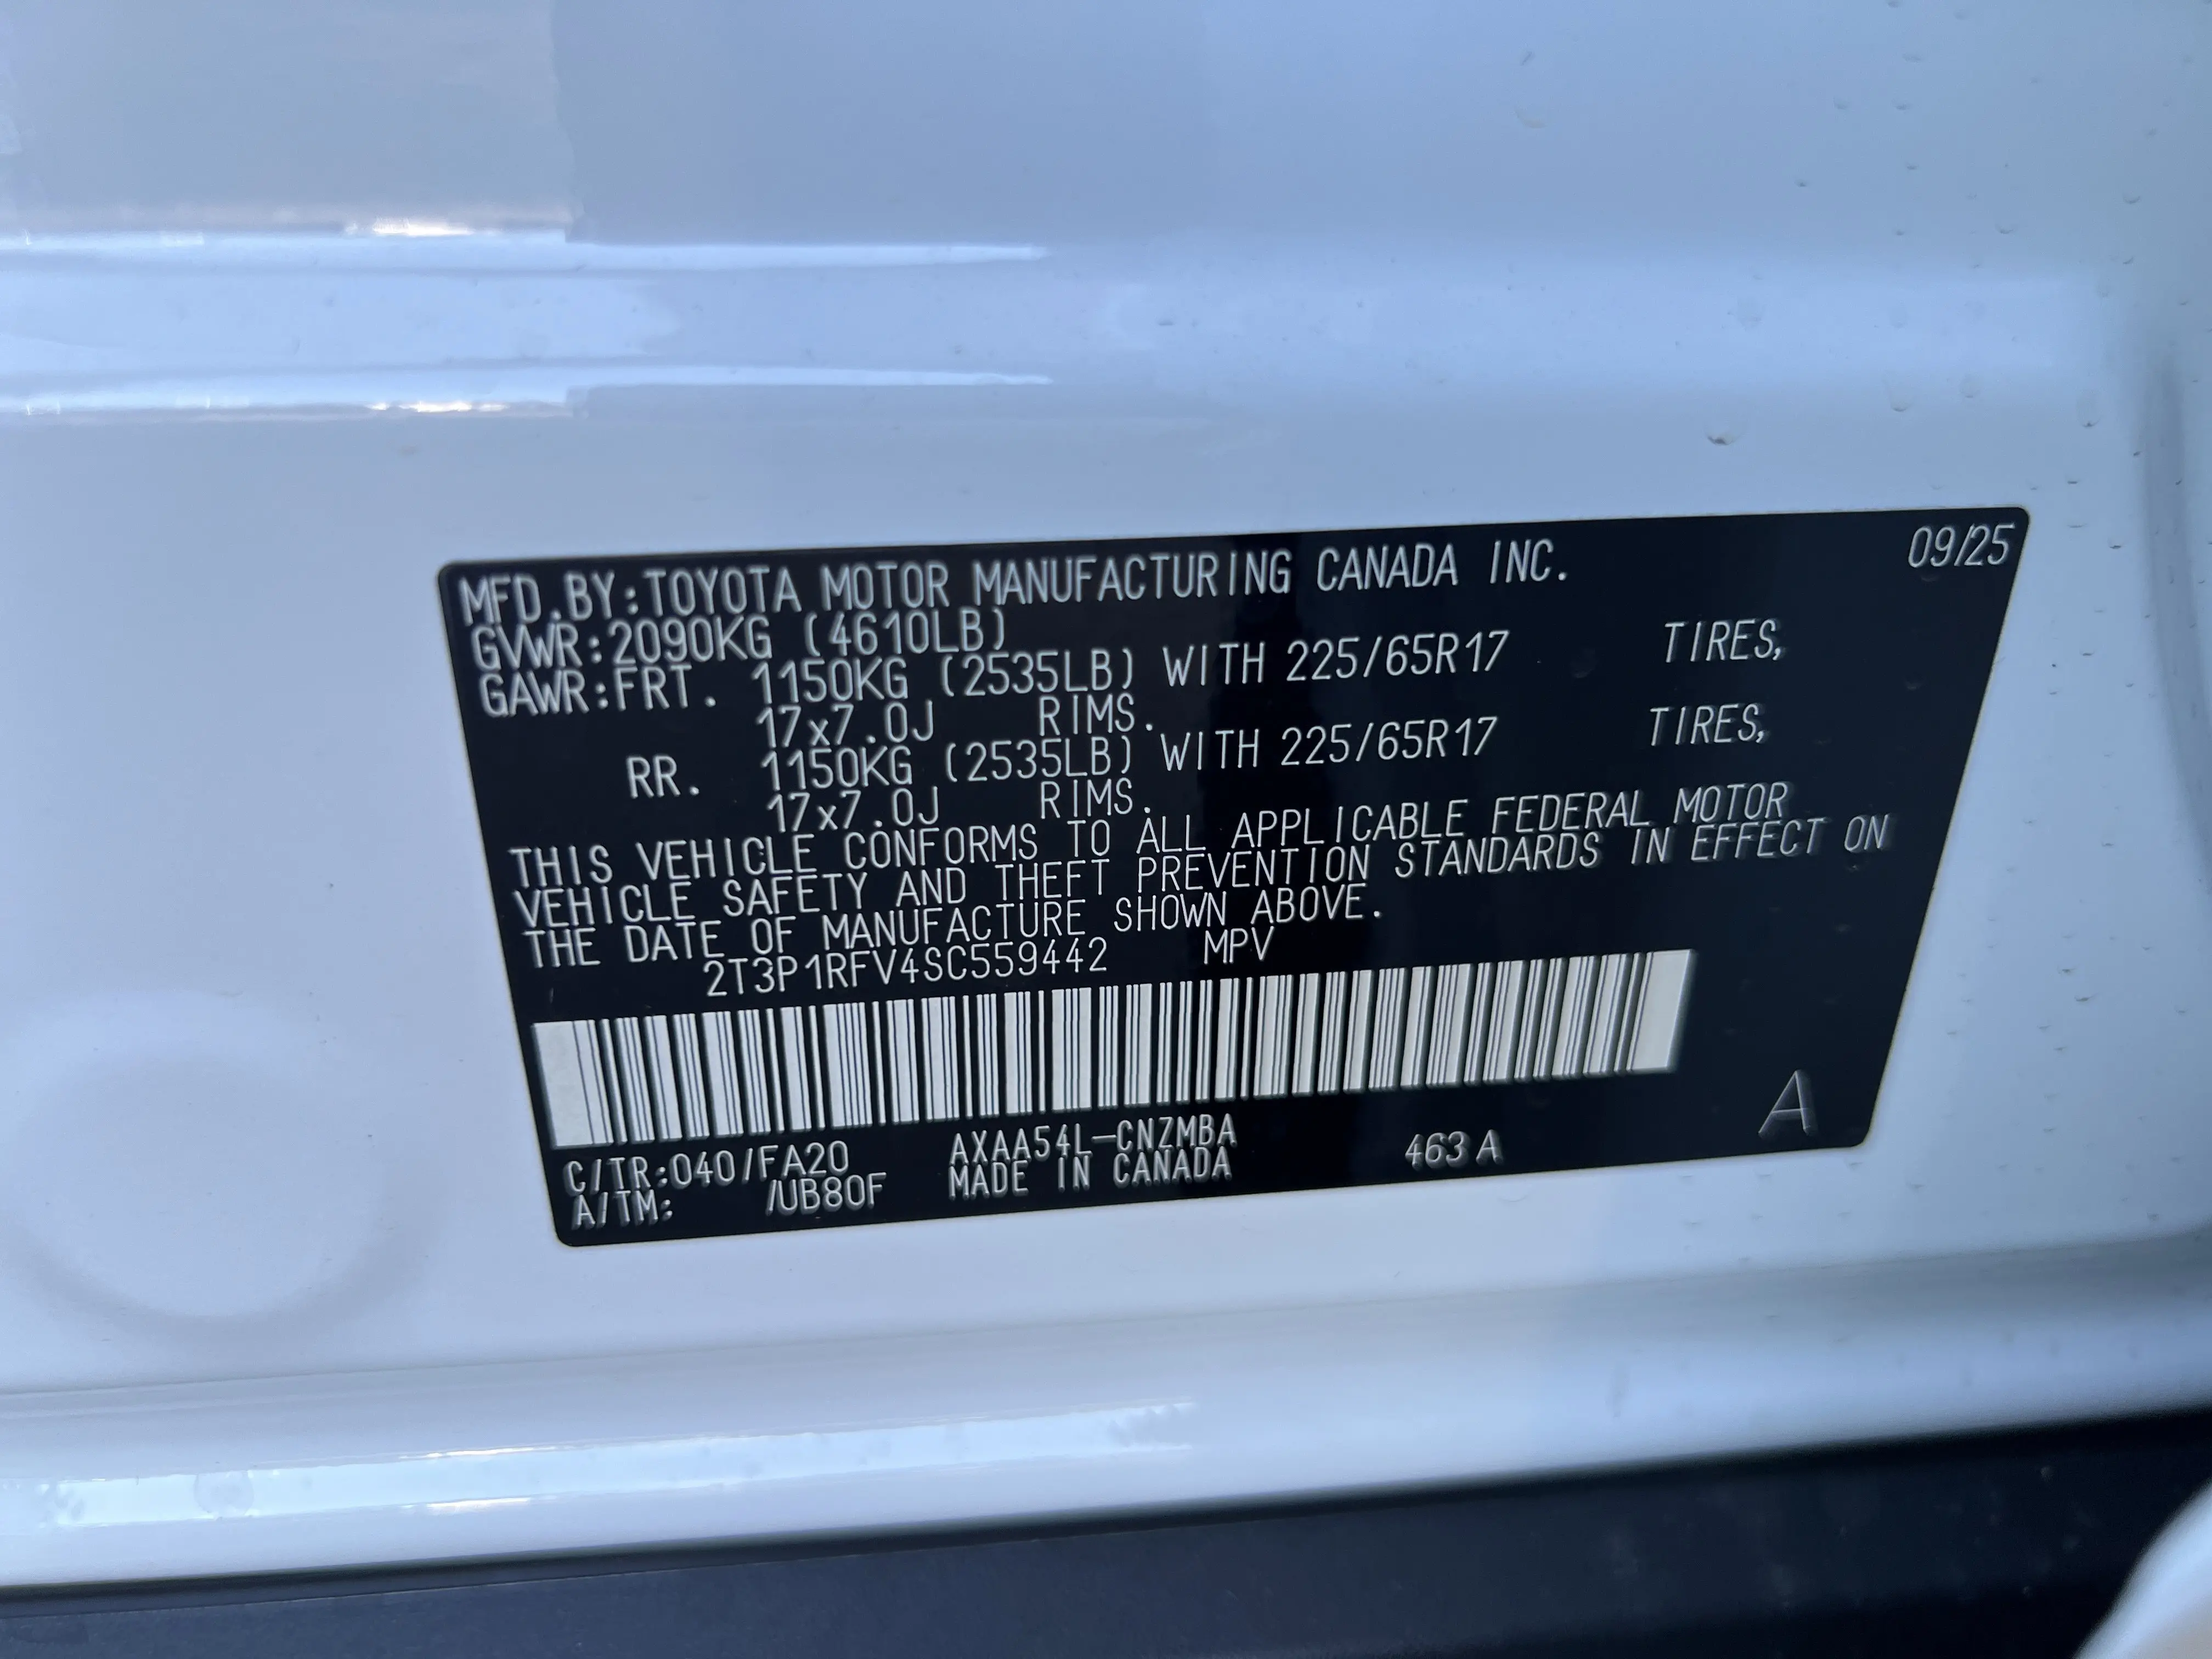 MFD.BY:TOYOTA MOTOR MANUFACTURING CANADA INC. 09/25
GVWR:2090KG (4610LB)
GAWR:FRT. 1150KG (2535LB) WITH 225/65R17 TIRES,
17x7.0J RIMS.
RR. 1150KG (2535LB) WITH 225/65R17 TIRES,
17x7.0J RIMS.
THIS VEHICLE CONFORMS TO ALL APPLICABLE FEDERAL MOTOR
VEHICLE SAFETY AND THEFT PREVENTION STANDARDS IN EFFECT ON
THE DATE OF MANUFACTURE SHOWN ABOVE.
2T3P1RFV4SC559442 MPV
C/TR:040/FA20 AXAA54L-CNZMBA 463A A
A/TM: /UB80F MADE IN CANADA